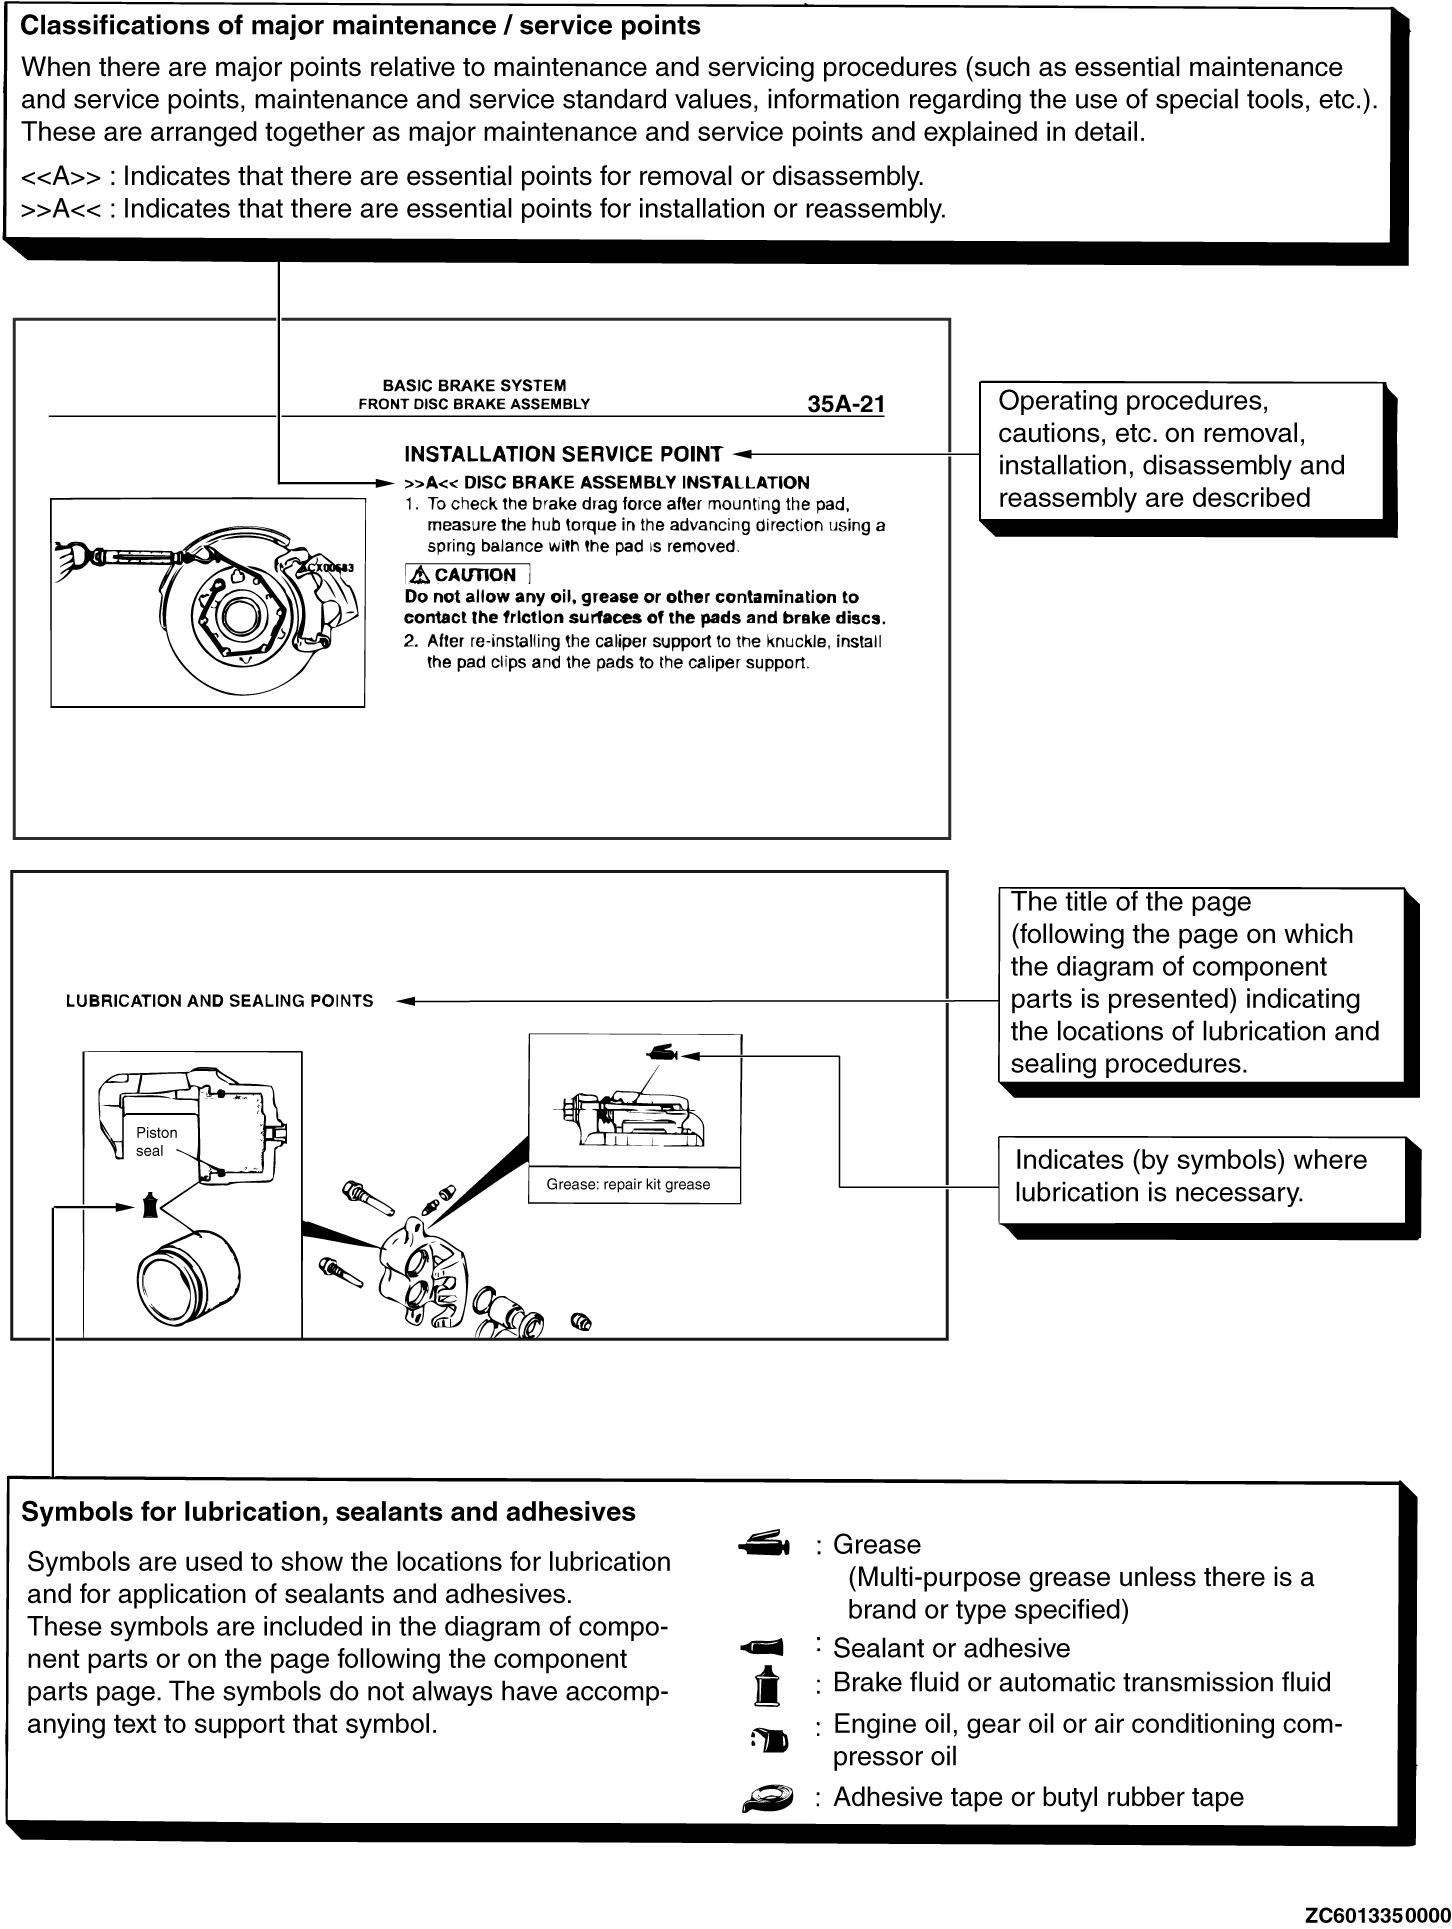 Classifications of major maintenance / service points
When there are major points relative to maintenance and servicing procedures (such as essential maintenance
and service points, maintenance and service standard values, information regarding the use of special tools, etc.).
These are arranged together as major maintenance and service points and explained in detail.
<<A>> : Indicates that there are essential points for removal or disassembly.
>>A<< : Indicates that there are essential points for installation or reassembly.
BASIC BRAKE SYSTEM
FRONT DISC BRAKE ASSEMBLY
35A-21
INSTALLATION SERVICE POINT
>>A<< DISC BRAKE ASSEMBLY INSTALLATION
1. To check the brake drag force after mounting the pad,
measure the hub torque in the advancing direction using a
spring balance with the pad is removed.
CAUTION
Do not allow any oil, grease or other contamination to
contact the friction surfaces of the pads and brake discs.
2. After re-installing the caliper support to the knuckle, install
the pad clips and the pads to the caliper support.
Operating procedures,
cautions, etc. on removal,
installation, disassembly and
reassembly are described
LUBRICATION AND SEALING POINTS
Piston
seal
Grease: repair kit grease
The title of the page
(following the page on which
the diagram of component
parts is presented) indicating
the locations of lubrication and
sealing procedures.
Indicates (by symbols) where
lubrication is necessary.
Symbols for lubrication, sealants and adhesives
Symbols are used to show the locations for lubrication
and for application of sealants and adhesives.
These symbols are included in the diagram of compo-
nent parts or on the page following the component
parts page. The symbols do not always have accomp-
anying text to support that symbol.
: Grease
(Multi-purpose grease unless there is a
brand or type specified)
: Sealant or adhesive
: Brake fluid or automatic transmission fluid
: Engine oil, gear oil or air conditioning com-
pressor oil
: Adhesive tape or butyl rubber tape
ZC6013350000